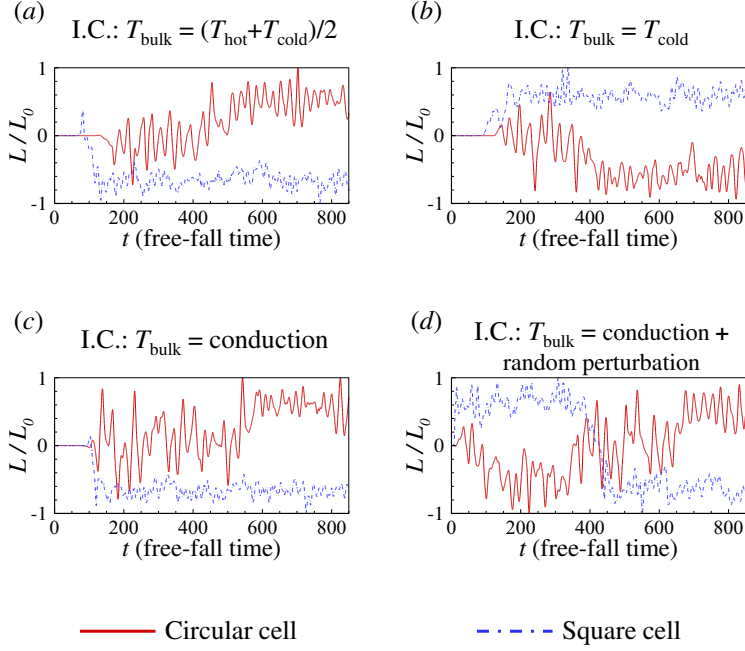 (a)
I.C.: T_bulk = (T_hot+T_cold)/2
1
0
-1
L / L_0
0 200 400 600 800
t (free-fall time)
(b)
I.C.: T_bulk = T_cold
1
0
-1
L / L_0
0 200 400 600 800
t (free-fall time)
(c)
I.C.: T_bulk = conduction
1
0
-1
L / L_0
0 200 400 600 800
t (free-fall time)
(d)
I.C.: T_bulk = conduction +
random perturbation
1
0
-1
L / L_0
0 200 400 600 800
t (free-fall time)
Circular cell
Square cell